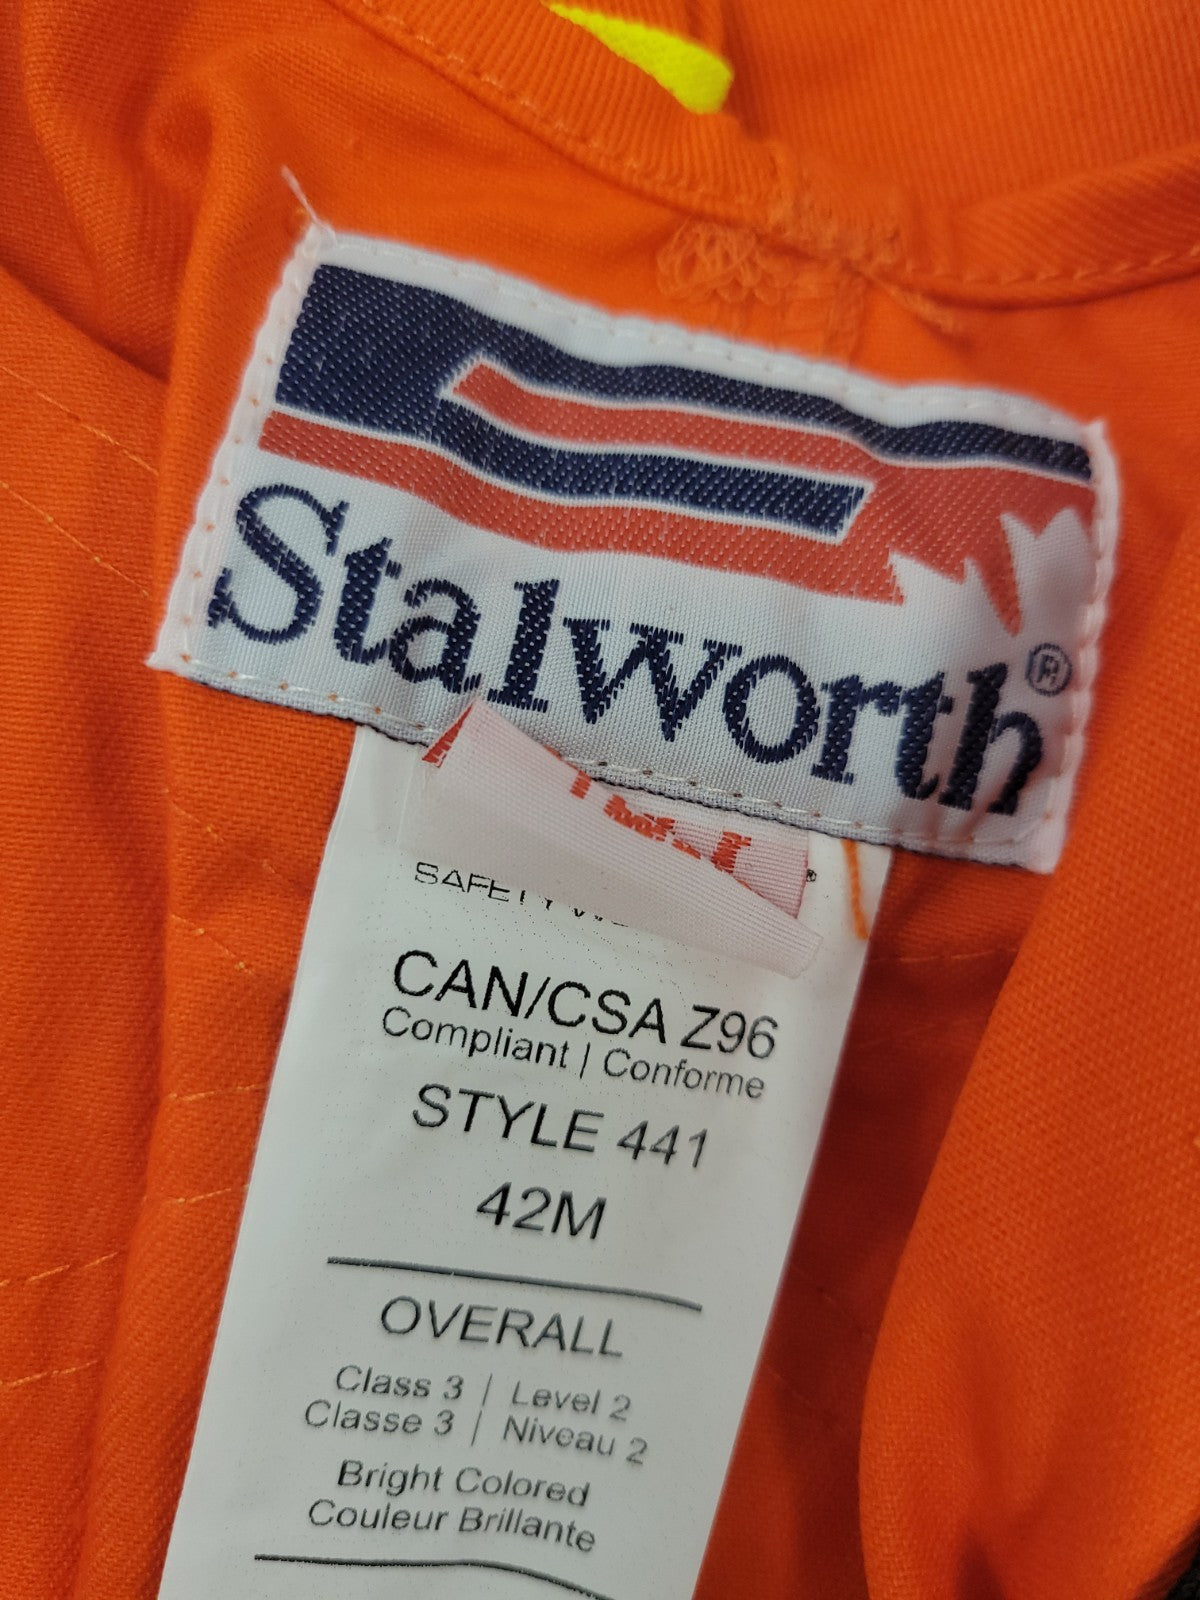 Stalworth®
SAFETY
CAN/CSA Z96
Compliant | Conforme
STYLE 441
42M
OVERALL
Class 3 | Level 2
Classe 3 | Niveau 2
Bright Colored
Couleur Brillante